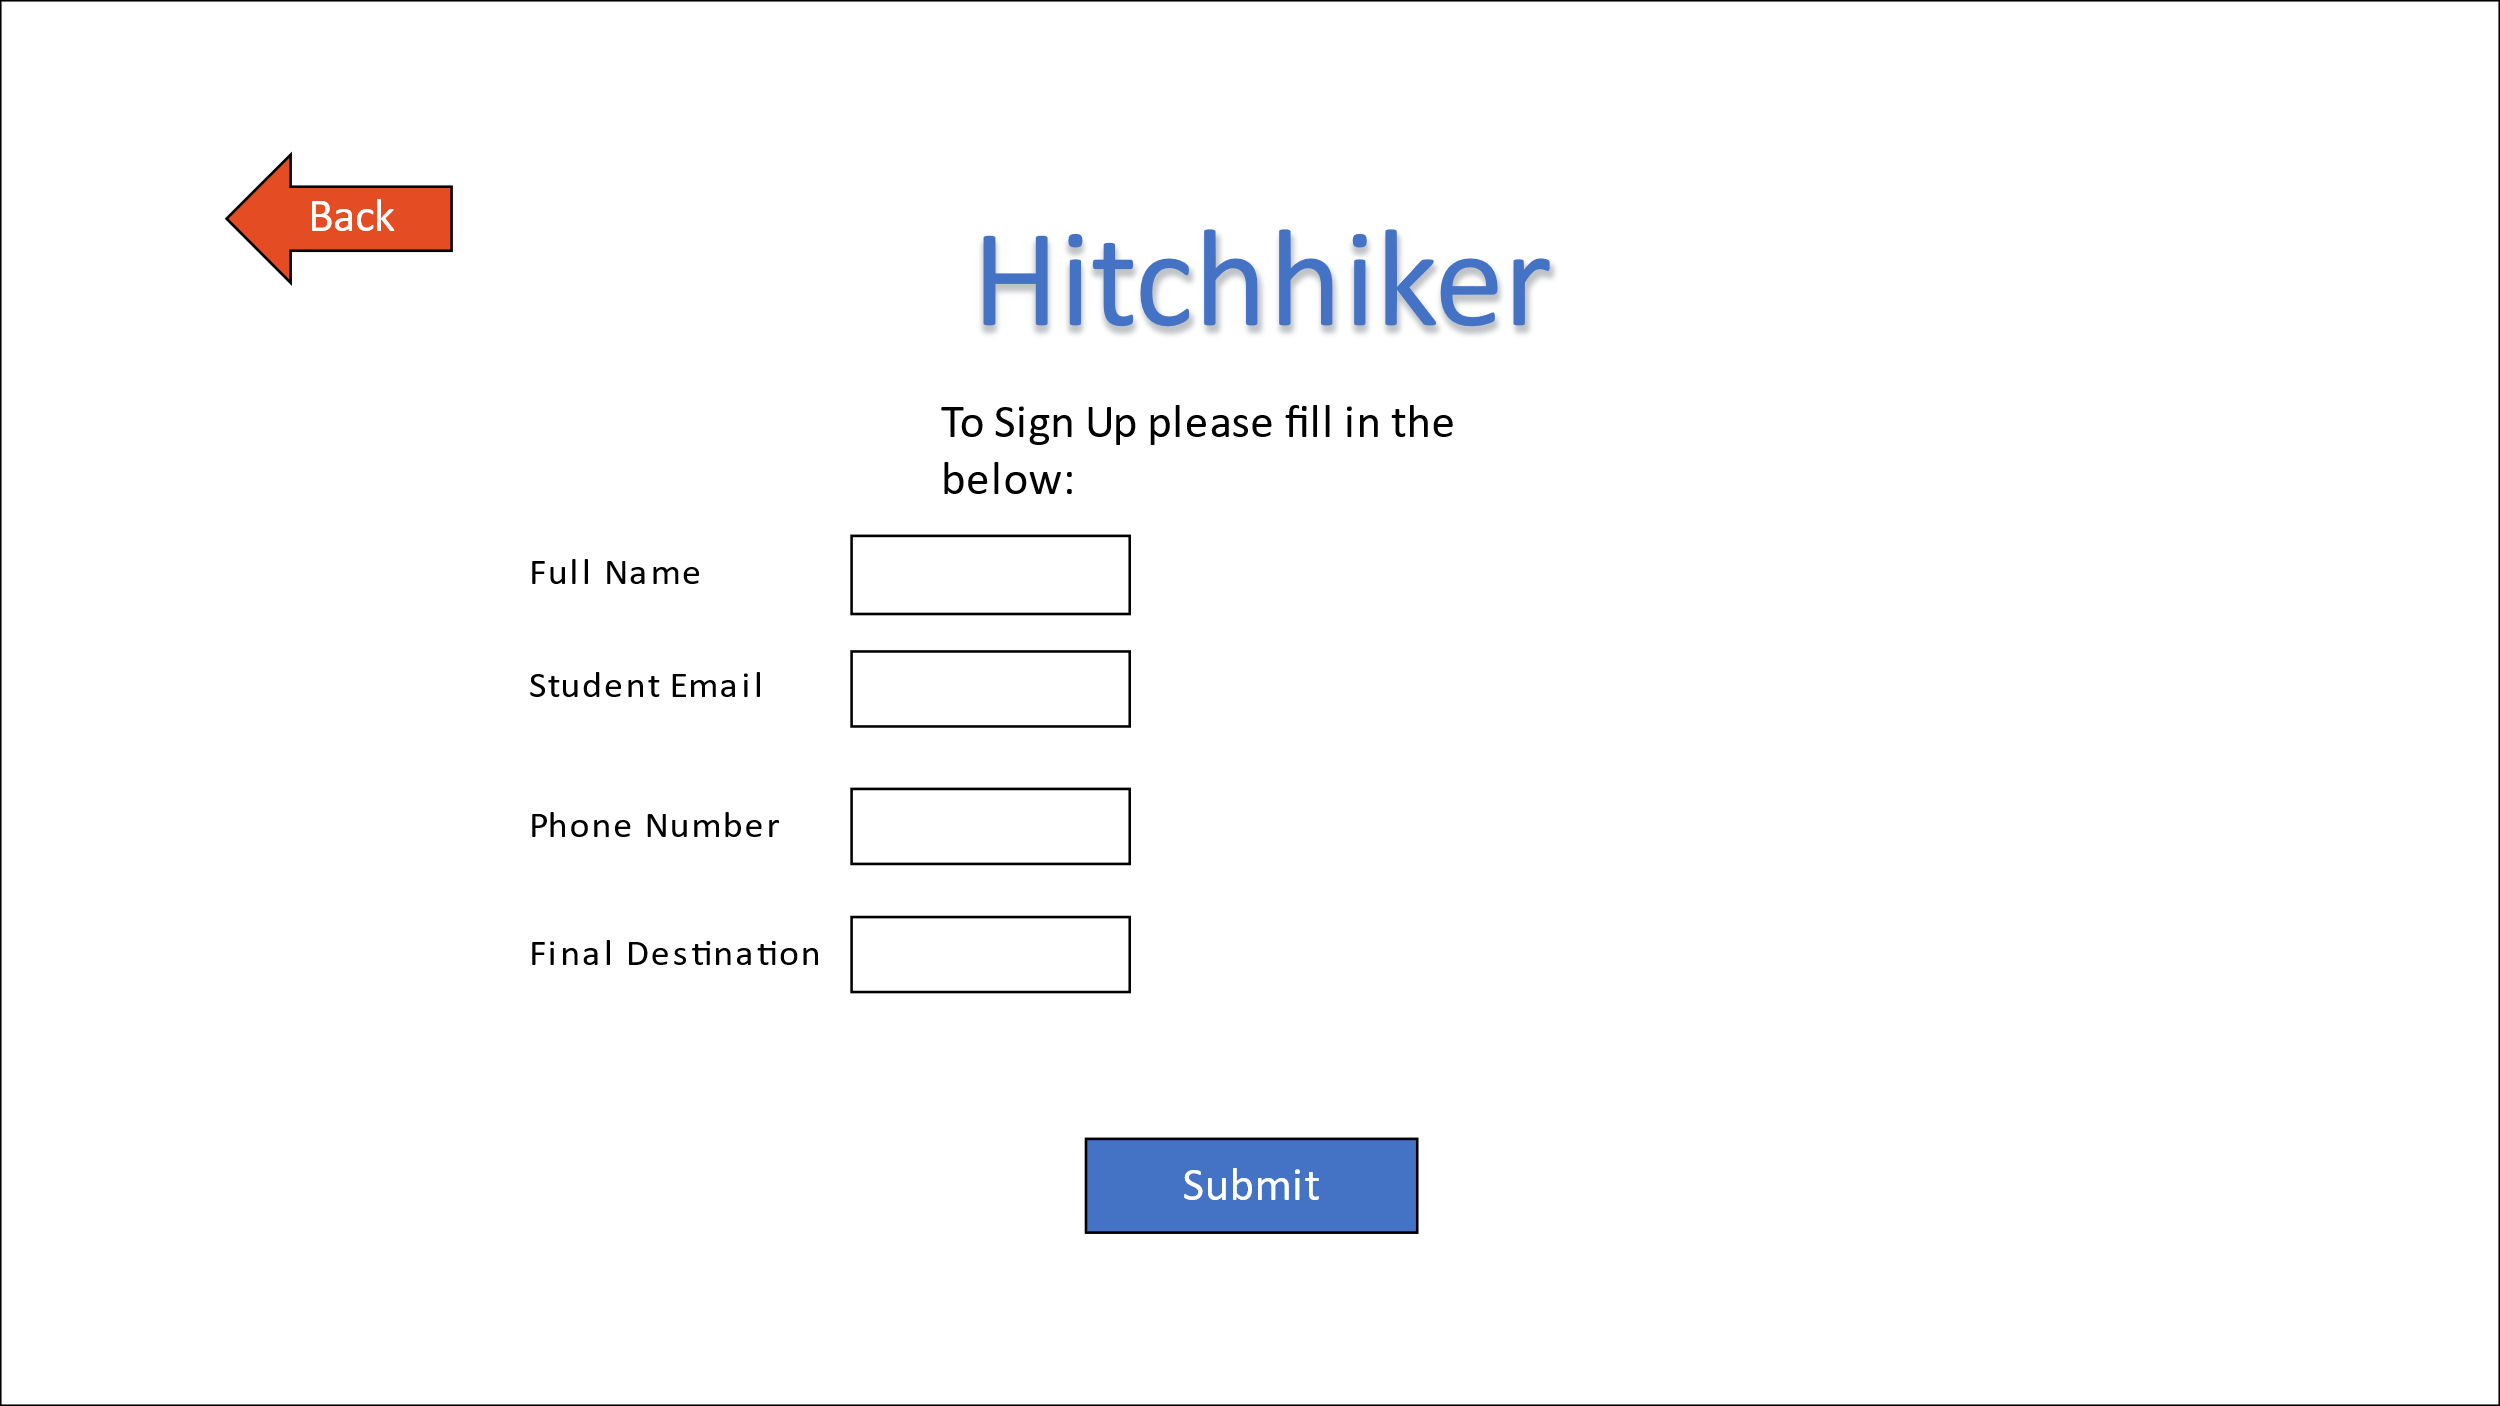 Back
Hitchhiker
To Sign Up please fill in the
below:
Full Name
Student Email
Phone Number
Final Destination
Submit